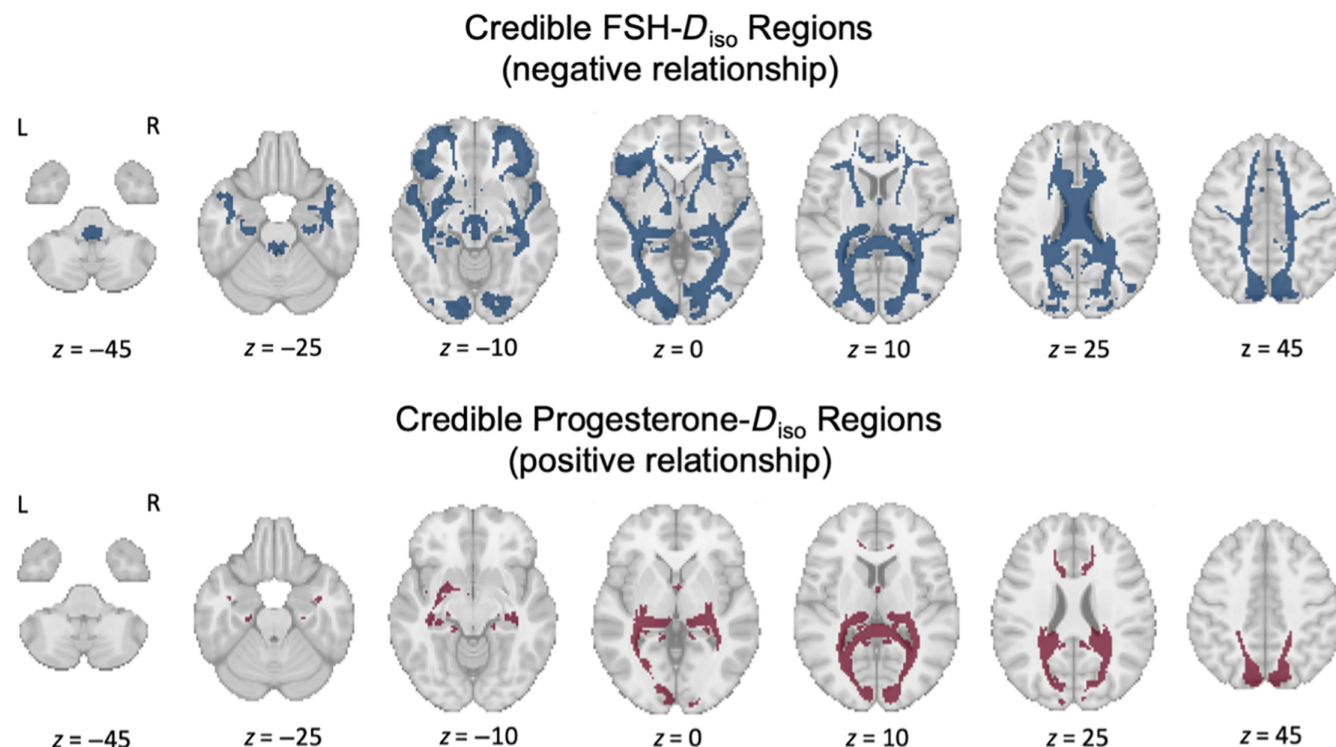 Credible FSH-Diso Regions
(negative relationship)
L R
z = −45 z = −25 z = −10 z = 0 z = 10 z = 25 z = 45
Credible Progesterone-Diso Regions
(positive relationship)
L R
z = −45 z = −25 z = −10 z = 0 z = 10 z = 25 z = 45